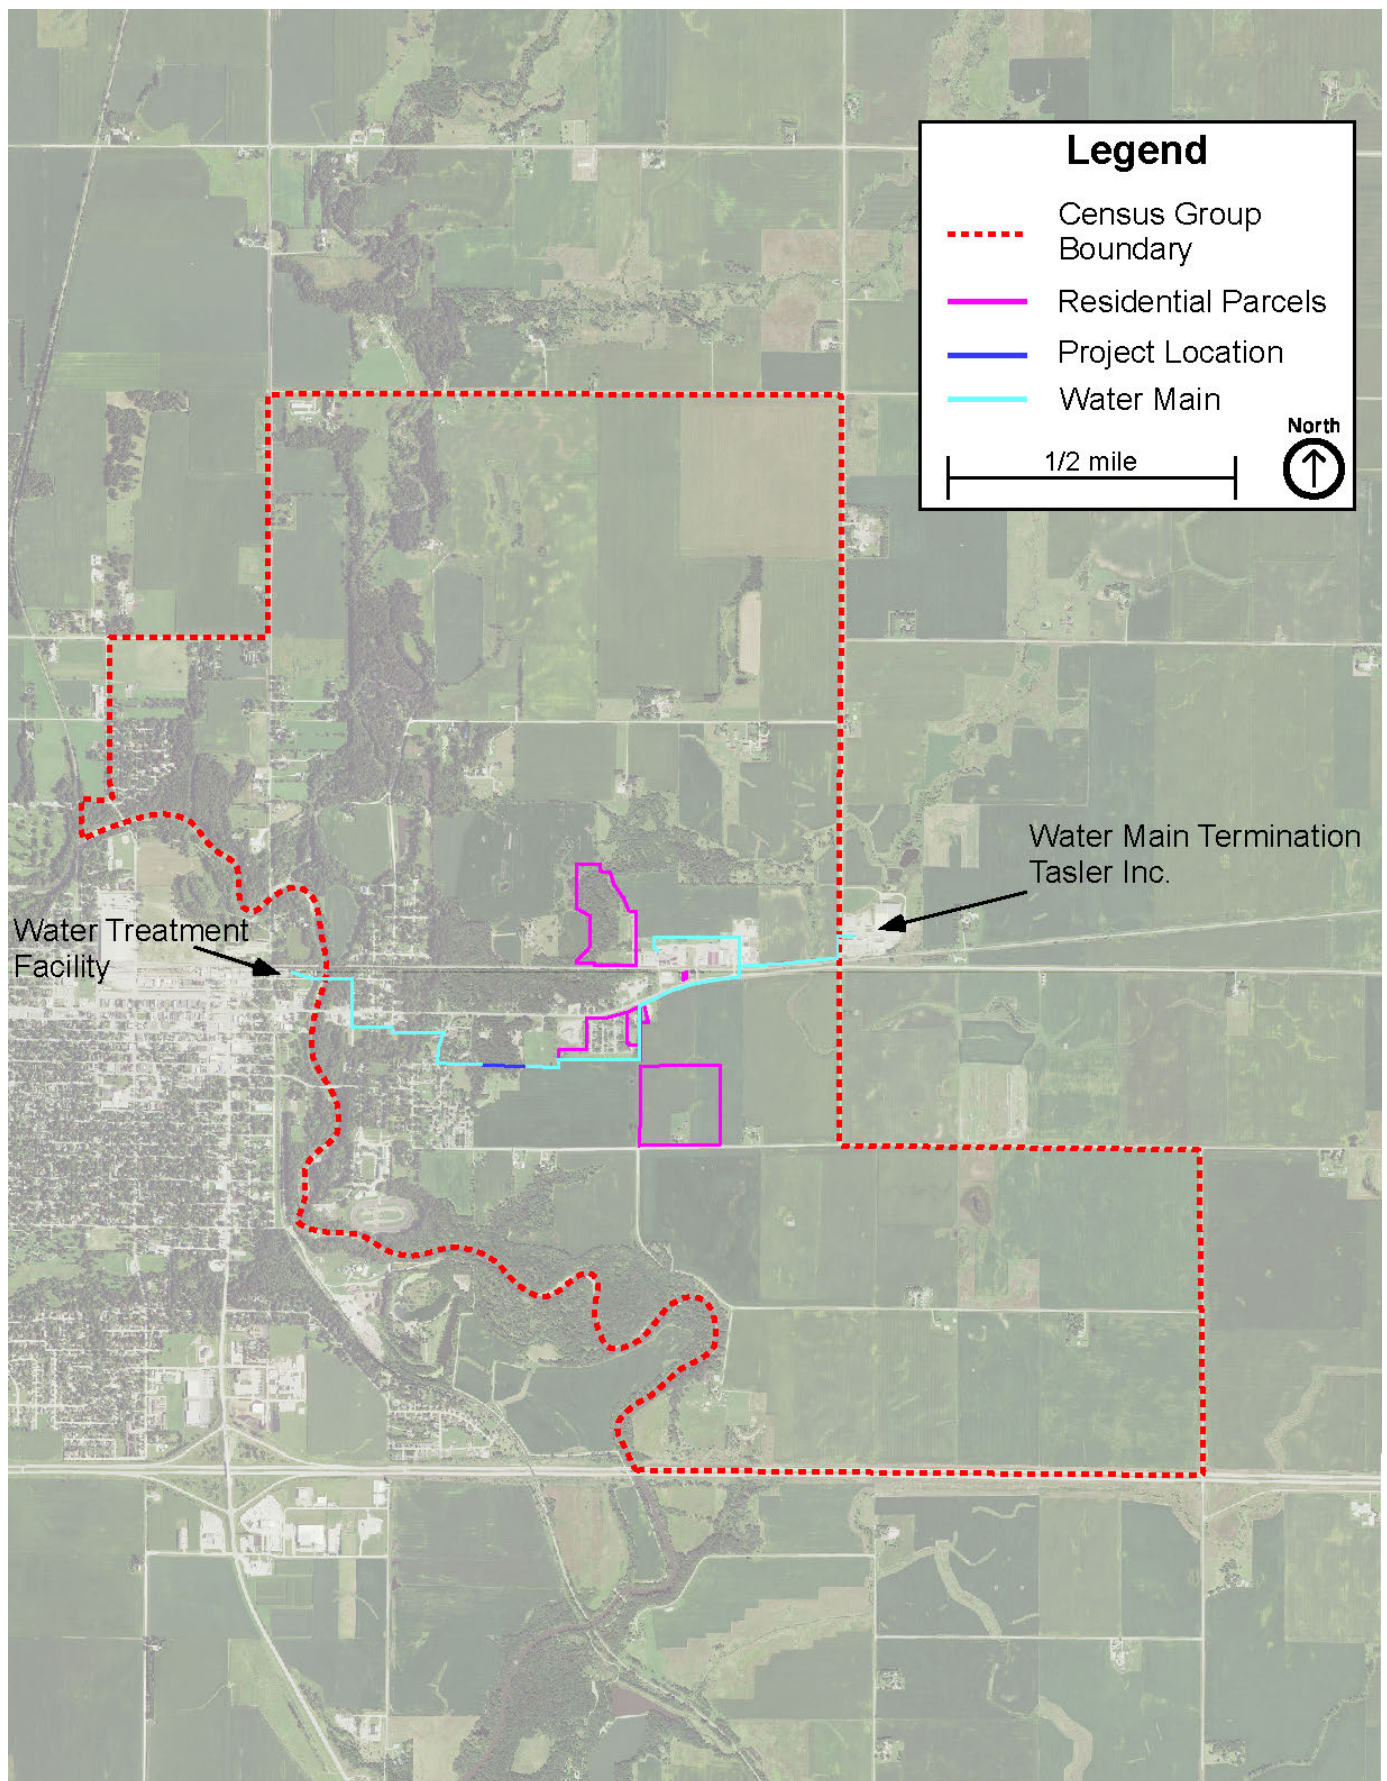 Legend
Census Group
Boundary
Residential Parcels
Project Location
Water Main
North
1/2 mile
Water Main Termination
Tasler Inc.
Water Treatment
Facility